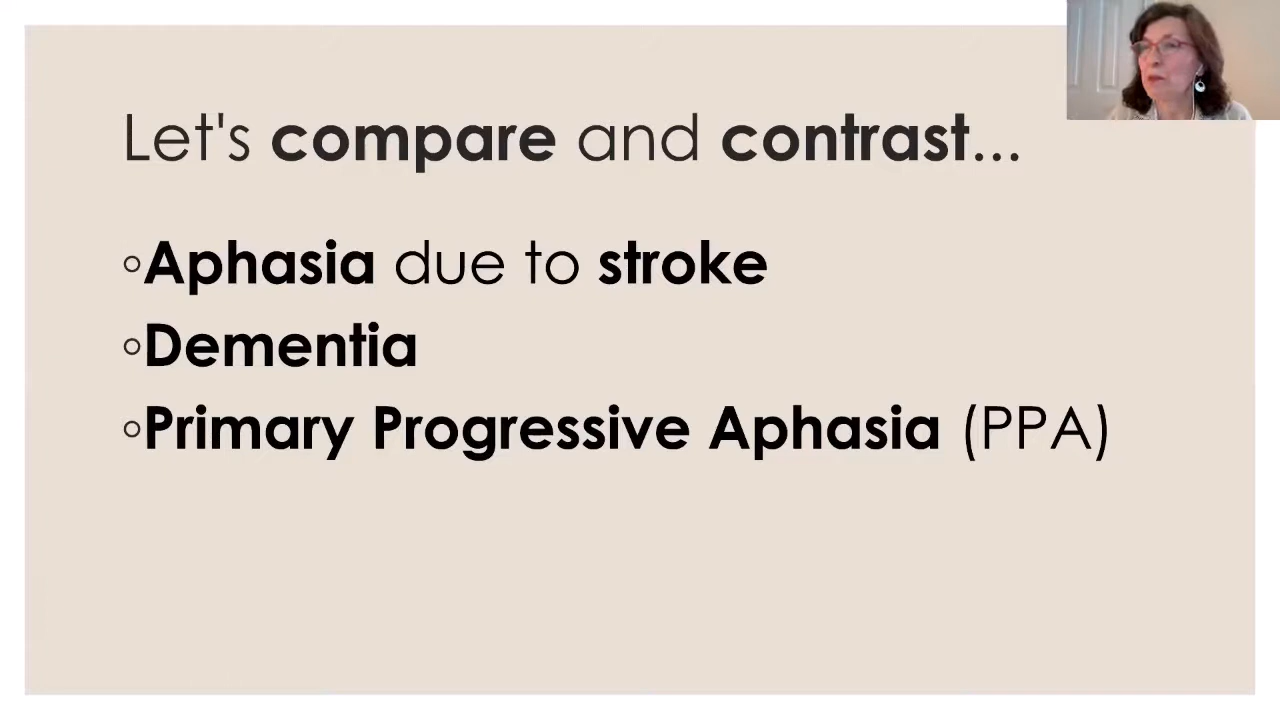 Let's compare and contrast...
◦Aphasia due to stroke
◦Dementia
◦Primary Progressive Aphasia (PPA)